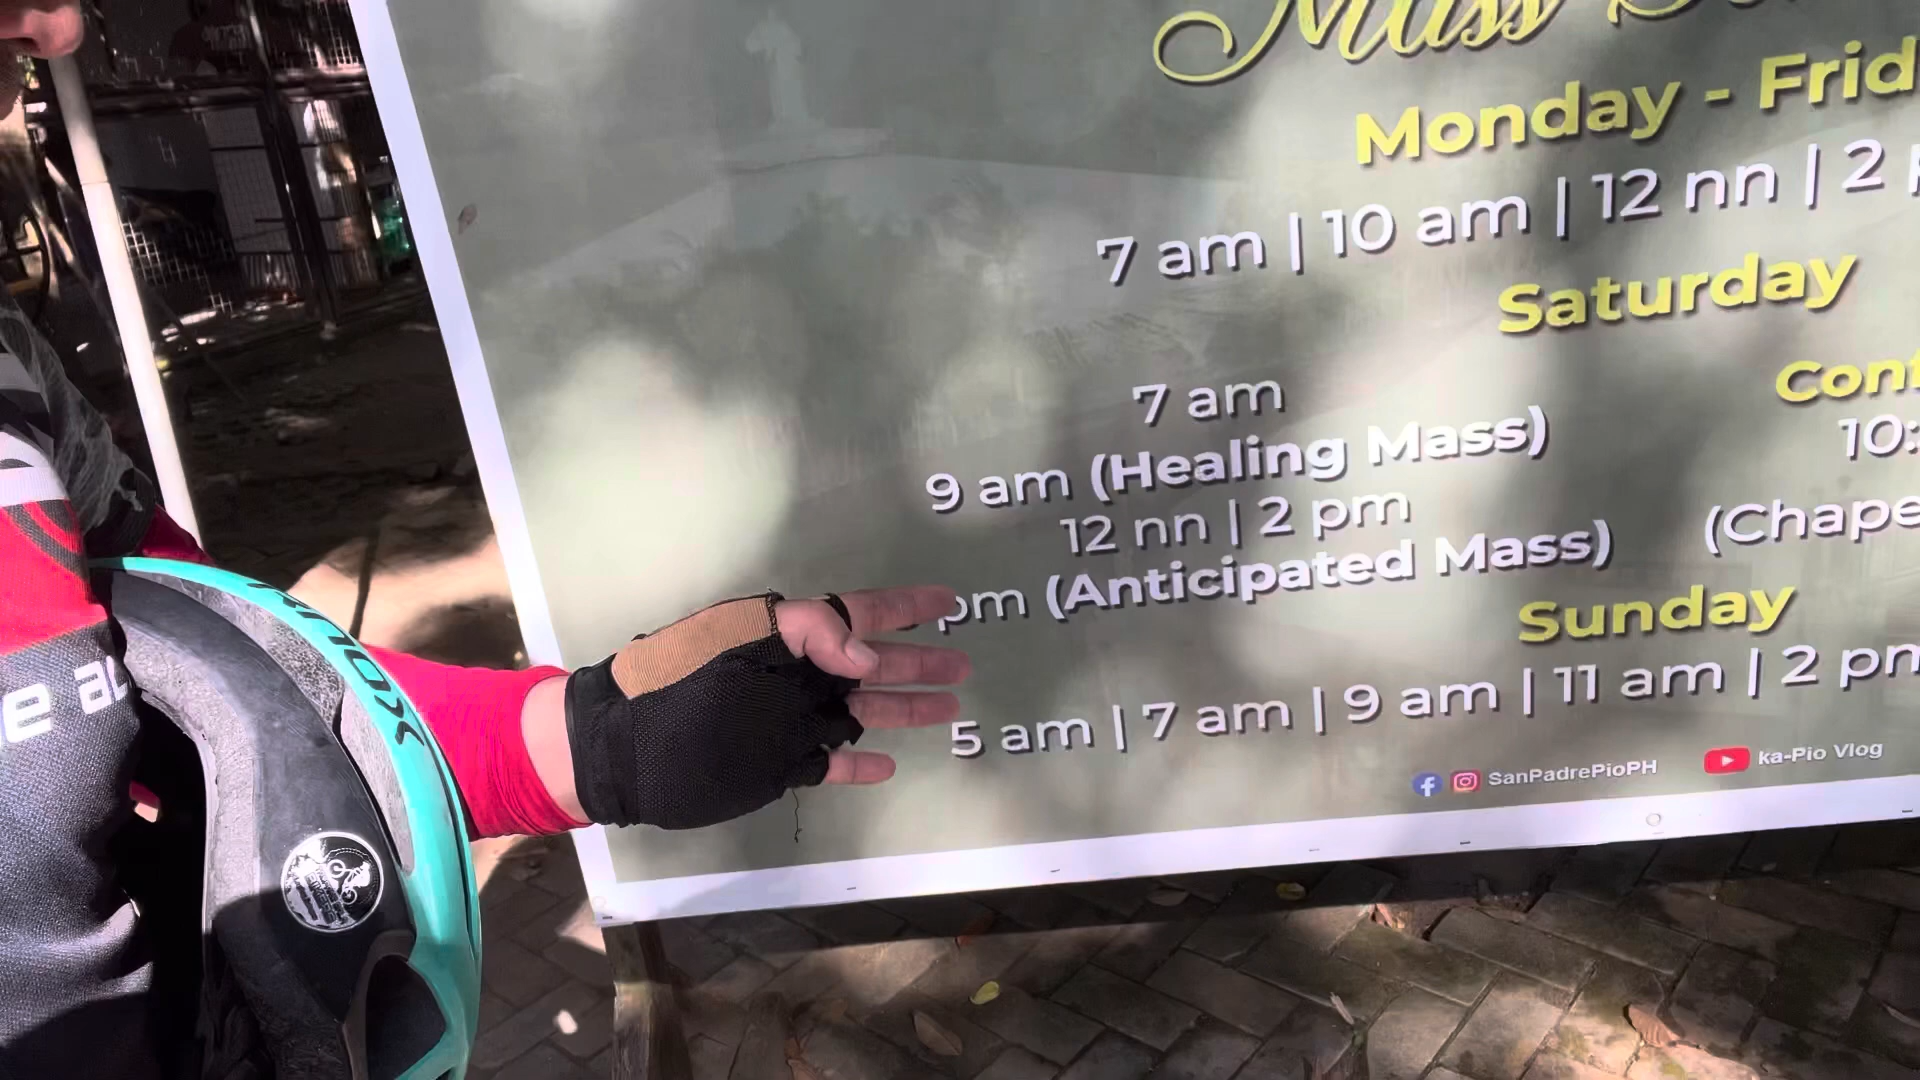 Mass
Monday - Frid
7 am | 10 am | 12 nn | 2 p
Saturday
7 am
9 am (Healing Mass)
12 nn | 2 pm
pm (Anticipated Mass)
Conf
10:
(Chape
Sunday
5 am | 7 am | 9 am | 11 am | 2 pm
SanPadrePioPH
ka-Pio Vlog